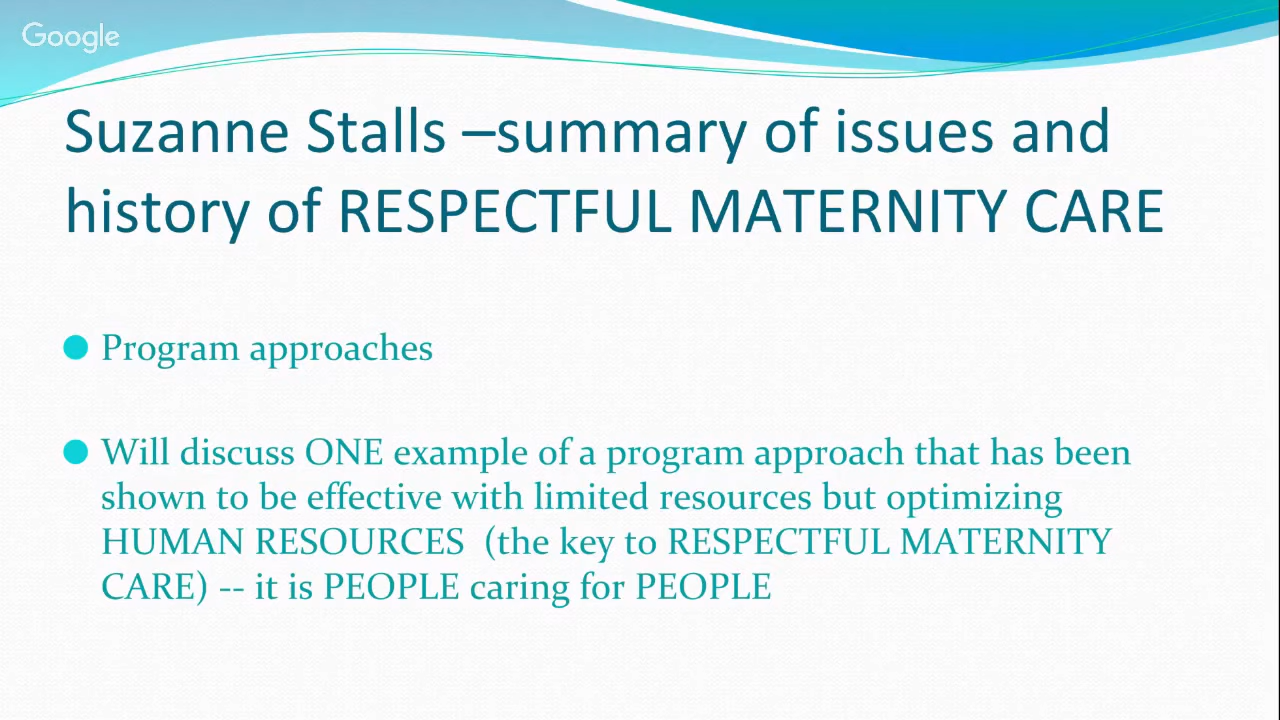 Google
Suzanne Stalls –summary of issues and
history of RESPECTFUL MATERNITY CARE
Program approaches
Will discuss ONE example of a program approach that has been
shown to be effective with limited resources but optimizing
HUMAN RESOURCES  (the key to RESPECTFUL MATERNITY
CARE) -- it is PEOPLE caring for PEOPLE